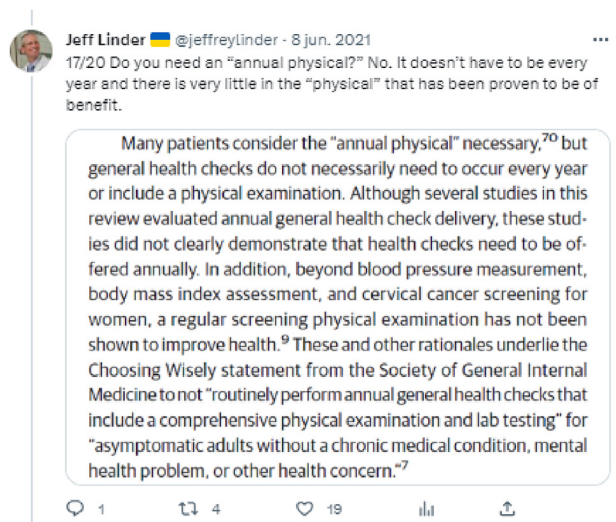 Jeff Linder 🇺🇦 @jeffreylinder · 8 jun. 2021 ...
17/20 Do you need an “annual physical?” No. It doesn’t have to be every
year and there is very little in the “physical” that has been proven to be of
benefit.
Many patients consider the “annual physical” necessary,70 but
general health checks do not necessarily need to occur every year
or include a physical examination. Although several studies in this
review evaluated annual general health check delivery, these stud-
ies did not clearly demonstrate that health checks need to be of-
fered annually. In addition, beyond blood pressure measurement,
body mass index assessment, and cervical cancer screening for
women, a regular screening physical examination has not been
shown to improve health.9 These and other rationales underlie the
Choosing Wisely statement from the Society of General Internal
Medicine to not “routinely perform annual general health checks that
include a comprehensive physical examination and lab testing” for
“asymptomatic adults without a chronic medical condition, mental
health problem, or other health concern.”7
1 4 19